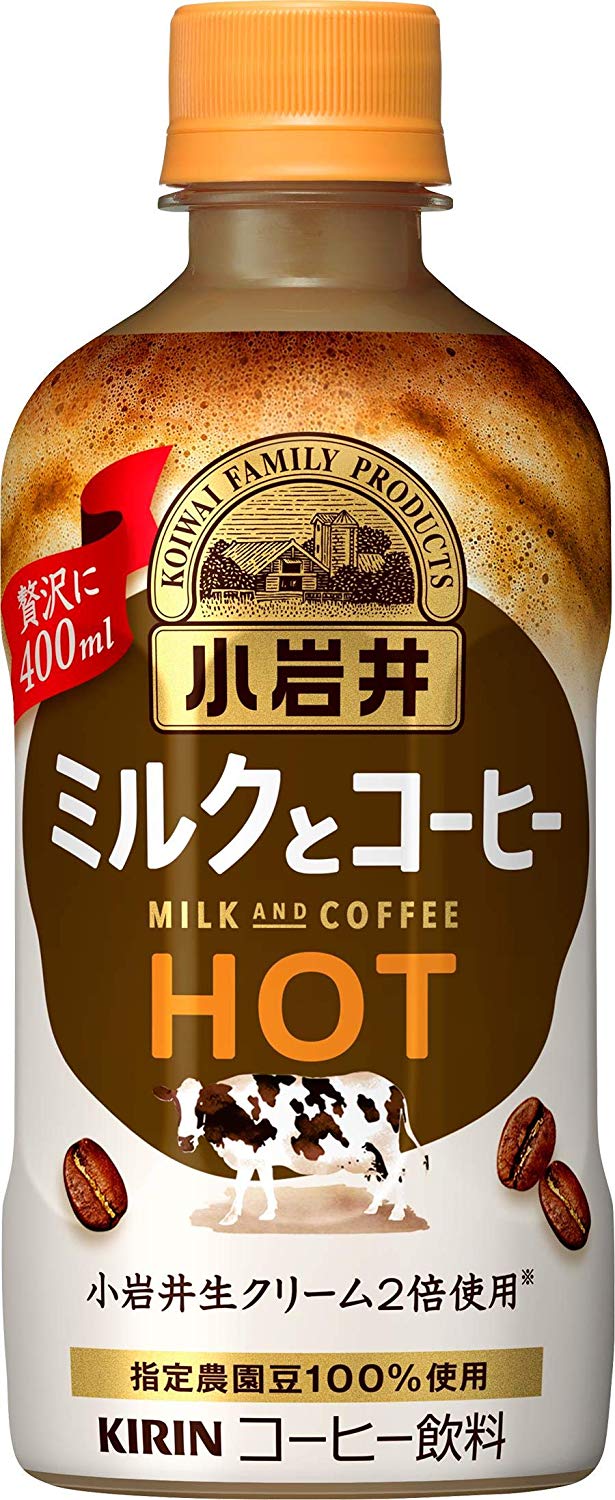 KOIWAI FAMILY PRODUCTS
贅沢に
400ml
小岩井
ミルクとコーヒー
MILK AND COFFEE
HOT
小岩井生クリーム2倍使用※
指定農園豆100%使用
KIRIN コーヒー飲料